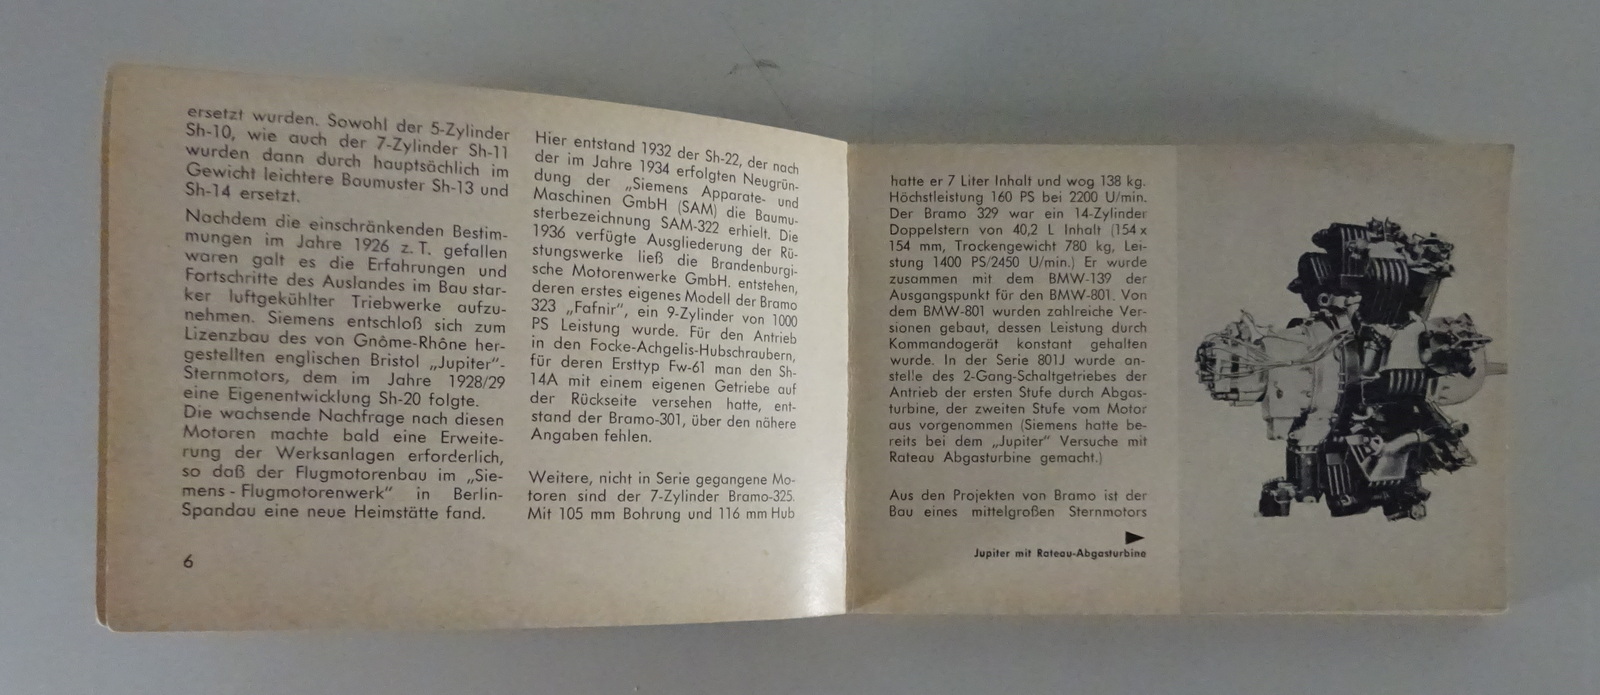 ersetzt wurden. Sowohl der 5-Zylinder
Sh-10, wie auch der 7-Zylinder Sh-11
wurden dann durch hauptsächlich im
Gewicht leichtere Baumuster Sh-13 und
Sh-14 ersetzt.
Nachdem die einschränkenden Bestim-
mungen im Jahre 1926 z. T. gefallen
waren galt es die Erfahrungen und
Fortschritte des Auslandes im Bau star-
ker luftgekühlter Triebwerke aufzu-
nehmen. Siemens entschloß sich zum
Lizenzbau des von Gnôme-Rhône her-
gestellten englischen Bristol „Jupiter“-
Sternmotors, dem im Jahre 1928/29
eine Eigenentwicklung Sh-20 folgte.
Die wachsende Nachfrage nach diesen
Motoren machte bald eine Erweite-
rung der Werksanlagen erforderlich,
so daß der Flugmotorenbau im „Sie-
mens - Flugmotorenwerk“ in Berlin-
Spandau eine neue Heimstätte fand.
6
Hier entstand 1932 der Sh-22, der nach
der im Jahre 1934 erfolgten Neugrün-
dung der „Siemens Apparate- und
Maschinen GmbH (SAM) die Baumu-
sterbezeichnung SAM-322 erhielt. Die
1936 verfügte Ausgliederung der Rü-
stungswerke ließ die Brandenburgi-
sche Motorenwerke GmbH. entstehen,
deren erstes eigenes Modell der Bramo
323 „Fafnir“, ein 9-Zylinder von 1000
PS Leistung wurde. Für den Antrieb
in den Focke-Achgelis-Hubschraubern,
für deren Ersttyp Fw-61 man den Sh-
14A mit einem eigenen Getriebe auf
der Rückseite versehen hatte, ent-
stand der Bramo-301, über den nähere
Angaben fehlen.
Weitere, nicht in Serie gegangene Mo-
toren sind der 7-Zylinder Bramo-325.
Mit 105 mm Bohrung und 116 mm Hub
hatte er 7 Liter Inhalt und wog 138 kg.
Höchstleistung 160 PS bei 2200 U/min.
Der Bramo 329 war ein 14-Zylinder
Doppelstern von 40,2 L Inhalt (154 x
154 mm, Trockengewicht 780 kg, Lei-
stung 1400 PS/2450 U/min.) Er wurde
zusammen mit dem BMW-139 der
Ausgangspunkt für den BMW-801. Von
dem BMW-801 wurden zahlreiche Ver-
sionen gebaut, dessen Leistung durch
Kommandogerät konstant gehalten
wurde. In der Serie 801J wurde an-
stelle des 2-Gang-Schaltgetriebes der
Antrieb der ersten Stufe durch Abgas-
turbine, der zweiten Stufe vom Motor
aus vorgenommen (Siemens hatte be-
reits bei dem „Jupiter“ Versuche mit
Rateau Abgasturbine gemacht.)
Aus den Projekten von Bramo ist der
Bau eines mittelgroßen Sternmotors
Jupiter mit Rateau-Abgasturbine